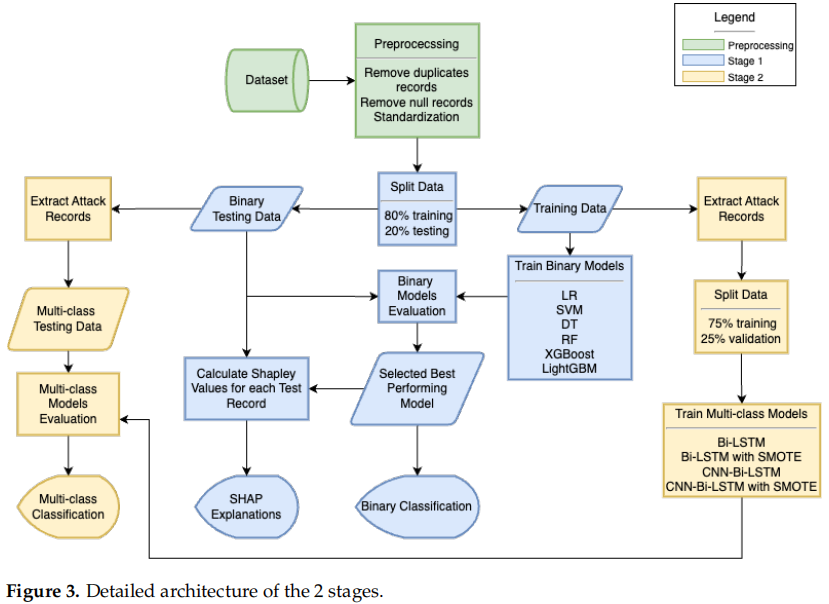 Legend
Preprocessing
Stage 1
Stage 2
Dataset
Preprocecssing
Remove duplicates
records
Remove null records
Standardization
Extract Attack
Records
Binary
Testing Data
Split Data
80% training
20% testing
Training Data
Extract Attack
Records
Multi-class
Testing Data
Binary
Models
Evaluation
Train Binary Models
LR
SVM
DT
RF
XGBoost
LightGBM
Split Data
75% training
25% validation
Multi-class
Models
Evaluation
Calculate Shapley
Values for each Test
Record
Selected Best
Performing
Model
Train Multi-class Models
Bi-LSTM
Bi-LSTM with SMOTE
CNN-Bi-LSTM
CNN-Bi-LSTM with SMOTE
Multi-class
Classification
SHAP
Explanations
Binary Classification
Figure 3. Detailed architecture of the 2 stages.